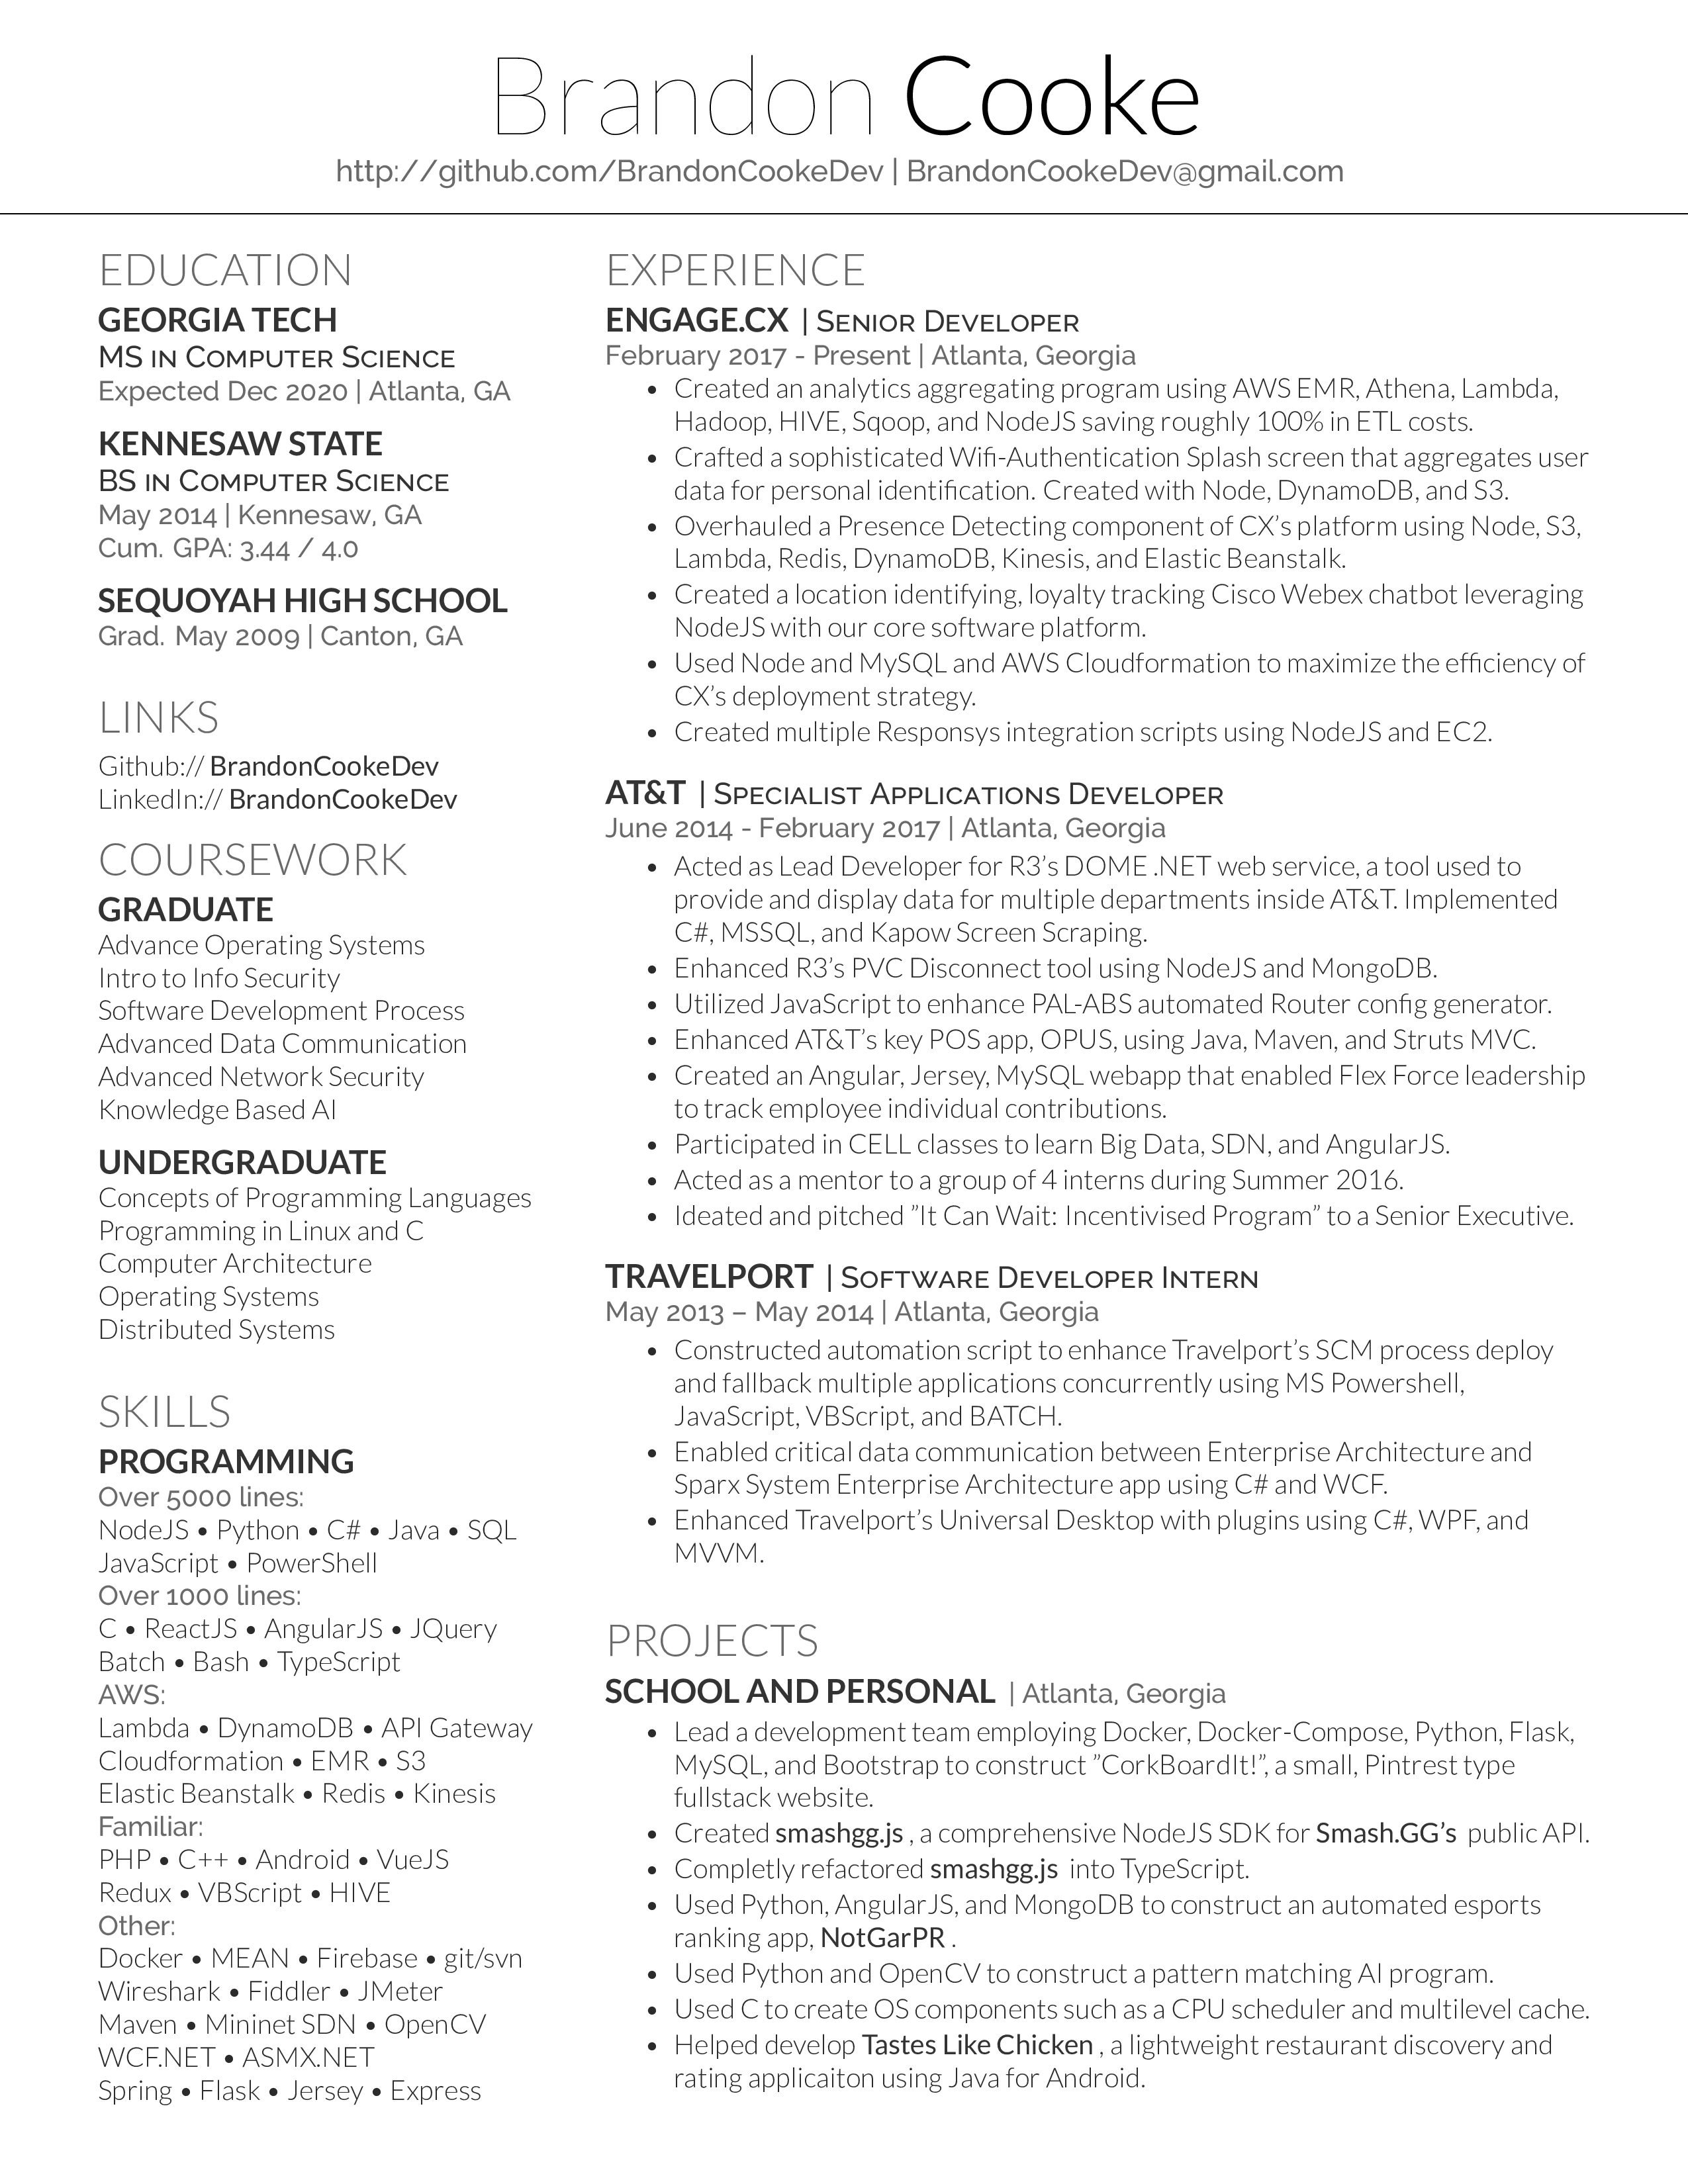 Brandon Cooke
http://github.com/BrandonCookeDev | BrandonCookeDev@gmail.com
EDUCATION
GEORGIA TECH
MS in Computer Science
Expected Dec 2020 | Atlanta, GA
KENNESAW STATE
BS in Computer Science
May 2014 | Kennesaw, GA
Cum. GPA: 3.44 / 4.0
SEQUOYAH HIGH SCHOOL
Grad. May 2009 | Canton, GA
LINKS
Github:// BrandonCookeDev
LinkedIn:// BrandonCookeDev
COURSEWORK
GRADUATE
Advance Operating Systems
Intro to Info Security
Software Development Process
Advanced Data Communication
Advanced Network Security
Knowledge Based AI
UNDERGRADUATE
Concepts of Programming Languages
Programming in Linux and C
Computer Architecture
Operating Systems
Distributed Systems
SKILLS
PROGRAMMING
Over 5000 lines:
NodeJS • Python • C# • Java • SQL
JavaScript • PowerShell
Over 1000 lines:
C • ReactJS • AngularJS • JQuery
Batch • Bash • TypeScript
AWS:
Lambda • DynamoDB • API Gateway
Cloudformation • EMR • S3
Elastic Beanstalk • Redis • Kinesis
Familiar:
PHP • C++ • Android • VueJS
Redux • VBScript • HIVE
Other:
Docker • MEAN • Firebase • git/svn
Wireshark • Fiddler • JMeter
Maven • Mininet SDN • OpenCV
WCF.NET • ASMX.NET
Spring • Flask • Jersey • Express
EXPERIENCE
ENGAGE.CX | Senior Developer
February 2017 - Present | Atlanta, Georgia
• Created an analytics aggregating program using AWS EMR, Athena, Lambda,
Hadoop, HIVE, Sqoop, and NodeJS saving roughly 100% in ETL costs.
• Crafted a sophisticated Wifi-Authentication Splash screen that aggregates user
data for personal identification. Created with Node, DynamoDB, and S3.
• Overhauled a Presence Detecting component of CX’s platform using Node, S3,
Lambda, Redis, DynamoDB, Kinesis, and Elastic Beanstalk.
• Created a location identifying, loyalty tracking Cisco Webex chatbot leveraging
NodeJS with our core software platform.
• Used Node and MySQL and AWS Cloudformation to maximize the efficiency of
CX’s deployment strategy.
• Created multiple Responsys integration scripts using NodeJS and EC2.
AT&T | Specialist Applications Developer
June 2014 - February 2017 | Atlanta, Georgia
• Acted as Lead Developer for R3’s DOME .NET web service, a tool used to
provide and display data for multiple departments inside AT&T. Implemented
C#, MSSQL, and Kapow Screen Scraping.
• Enhanced R3’s PVC Disconnect tool using NodeJS and MongoDB.
• Utilized JavaScript to enhance PAL-ABS automated Router config generator.
• Enhanced AT&T’s key POS app, OPUS, using Java, Maven, and Struts MVC.
• Created an Angular, Jersey, MySQL webapp that enabled Flex Force leadership
to track employee individual contributions.
• Participated in CELL classes to learn Big Data, SDN, and AngularJS.
• Acted as a mentor to a group of 4 interns during Summer 2016.
• Ideated and pitched ”It Can Wait: Incentivised Program” to a Senior Executive.
TRAVELPORT | Software Developer Intern
May 2013 – May 2014 | Atlanta, Georgia
• Constructed automation script to enhance Travelport’s SCM process deploy
and fallback multiple applications concurrently using MS Powershell,
JavaScript, VBScript, and BATCH.
• Enabled critical data communication between Enterprise Architecture and
Sparx System Enterprise Architecture app using C# and WCF.
• Enhanced Travelport’s Universal Desktop with plugins using C#, WPF, and
MVVM.
PROJECTS
SCHOOL AND PERSONAL | Atlanta, Georgia
• Lead a development team employing Docker, Docker-Compose, Python, Flask,
MySQL, and Bootstrap to construct ”CorkBoardIt!”, a small, Pintrest type
fullstack website.
• Created smashgg.js , a comprehensive NodeJS SDK for Smash.GG’s public API.
• Completly refactored smashgg.js into TypeScript.
• Used Python, AngularJS, and MongoDB to construct an automated esports
ranking app, NotGarPR .
• Used Python and OpenCV to construct a pattern matching AI program.
• Used C to create OS components such as a CPU scheduler and multilevel cache.
• Helped develop Tastes Like Chicken , a lightweight restaurant discovery and
rating applicaiton using Java for Android.